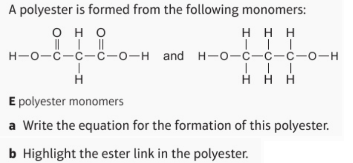 A polyester is formed from the following monomers:
O H O H H H
H–O–C–C–C–O–H and H–O–C–C–C–O–H
H H H H
E polyester monomers
a Write the equation for the formation of this polyester.
b Highlight the ester link in the polyester.